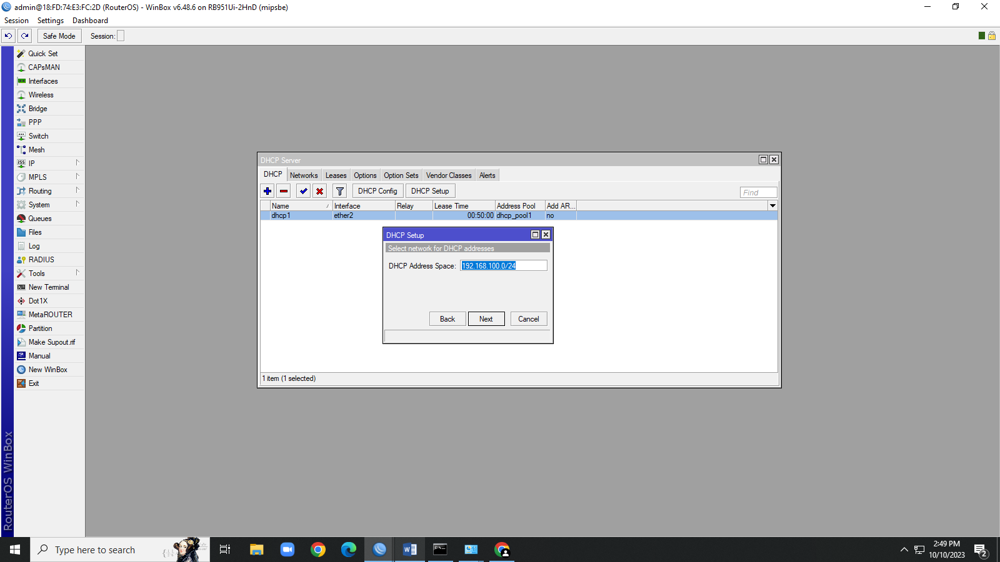 admin@18:FD:74:E3:FC:2D (RouterOS) - WinBox v6.48.6 on RB951Ui-2HnD (mipsbe)
Session Settings Dashboard
Safe Mode Session:
Quick Set
CAPsMAN
Interfaces
Wireless
Bridge
PPP
Switch
Mesh
IP
MPLS
Routing
System
Queues
Files
Log
RADIUS
Tools
New Terminal
Dot1X
MetaROUTER
Partition
Make Supout.rif
Manual
New WinBox
Exit
RouterOS WinBox
DHCP Server
DHCP Networks Leases Options Option Sets Vendor Classes Alerts
DHCP Config DHCP Setup Find
Name Interface Relay Lease Time Address Pool Add AR...
dhcp1 ether2 00:50:00 dhcp_pool1 no
DHCP Setup
Select network for DHCP addresses
DHCP Address Space: 192.168.100.0/24
Back Next Cancel
1 item (1 selected)
Type here to search
2:49 PM
10/10/2023
2